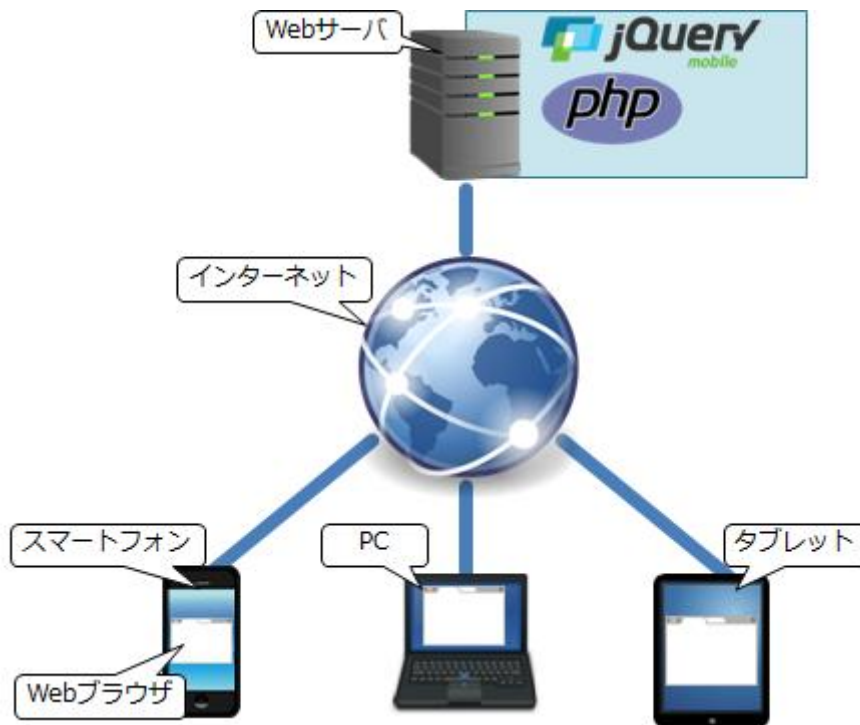 Webサーバ
jQuery
mobile
php
インターネット
スマートフォン
PC
タブレット
Webブラウザ